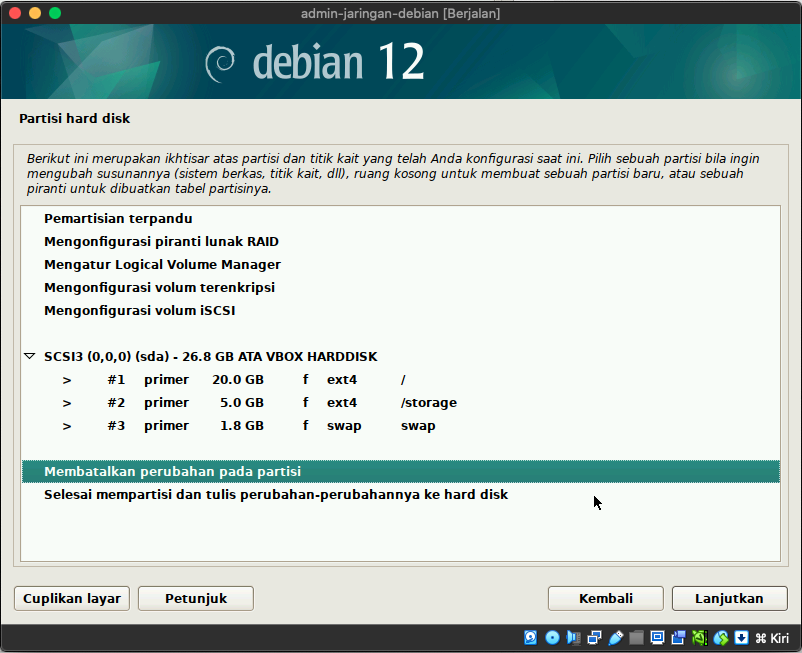 admin-jaringan-debian [Berjalan]
debian 12
Partisi hard disk
Berikut ini merupakan ikhtisar atas partisi dan titik kait yang telah Anda konfigurasi saat ini. Pilih sebuah partisi bila ingin
mengubah susunannya (sistem berkas, titik kait, dll), ruang kosong untuk membuat sebuah partisi baru, atau sebuah
piranti untuk dibuatkan tabel partisinya.
Pemartisian terpandu
Mengonfigurasi piranti lunak RAID
Mengatur Logical Volume Manager
Mengonfigurasi volum terenkripsi
Mengonfigurasi volum iSCSI
SCSI3 (0,0,0) (sda) - 26.8 GB ATA VBOX HARDDISK
> #1 primer 20.0 GB f ext4 /
> #2 primer 5.0 GB f ext4 /storage
> #3 primer 1.8 GB f swap swap
Membatalkan perubahan pada partisi
Selesai mempartisi dan tulis perubahan-perubahannya ke hard disk
Cuplikan layar Petunjuk Kembali Lanjutkan
⌘ Kiri